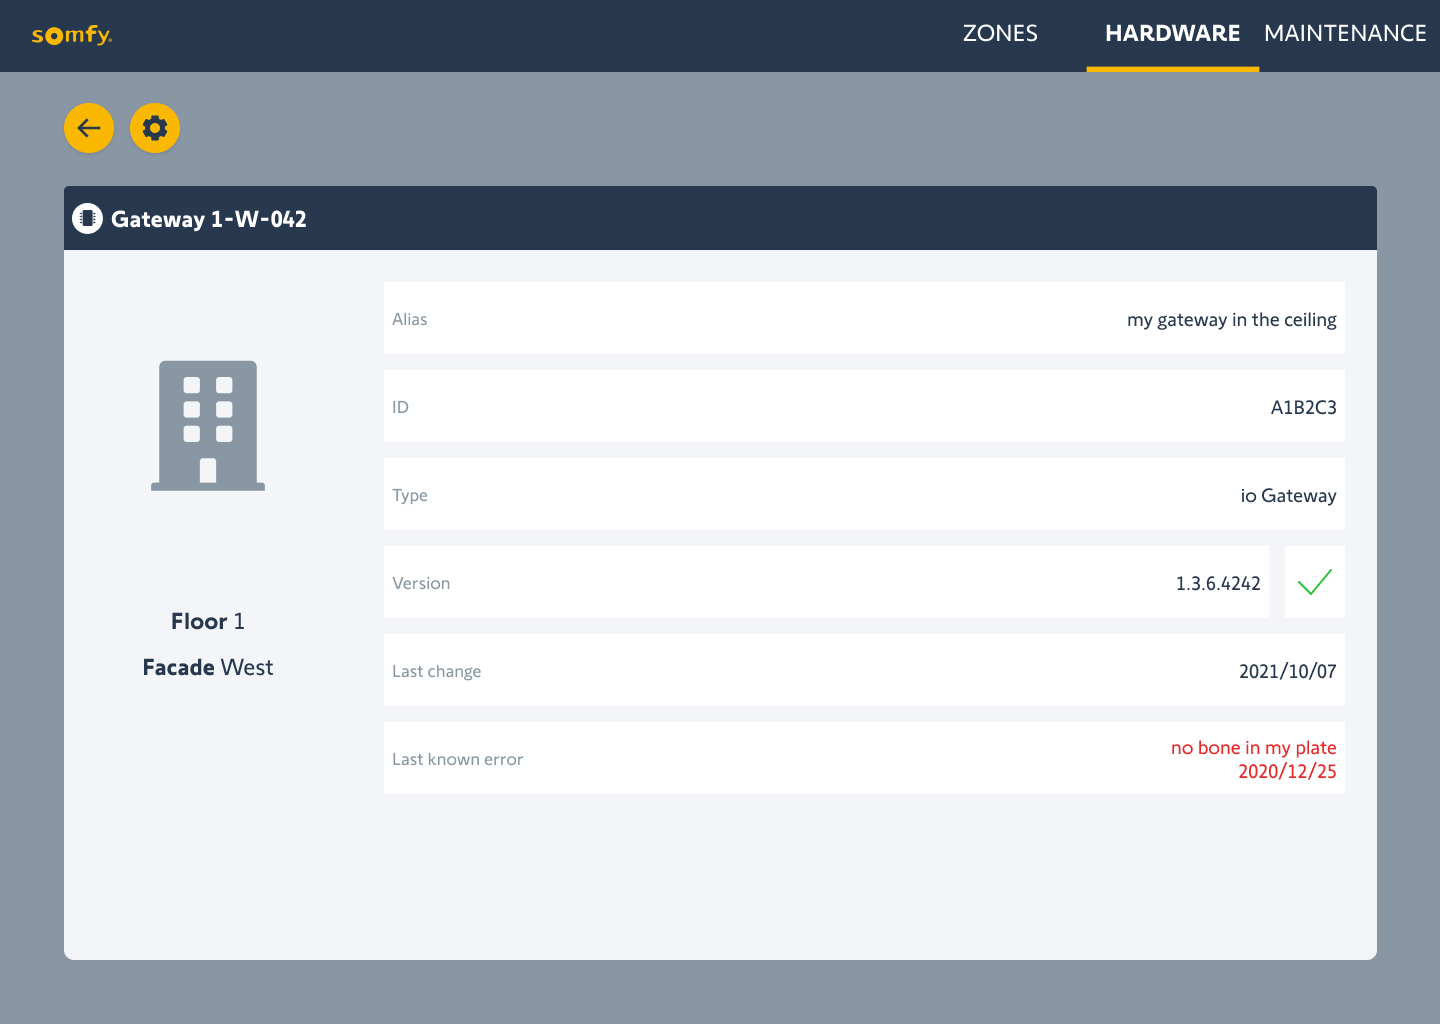 somfy.
ZONES
HARDWARE
MAINTENANCE
Gateway 1-W-042
Floor 1
Facade West
Alias
my gateway in the ceiling
ID
A1B2C3
Type
io Gateway
Version
1.3.6.4242
Last change
2021/10/07
Last known error
no bone in my plate
2020/12/25